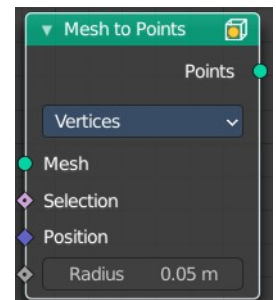 Mesh to Points
Points
Vertices
Mesh
Selection
Position
Radius 0.05 m